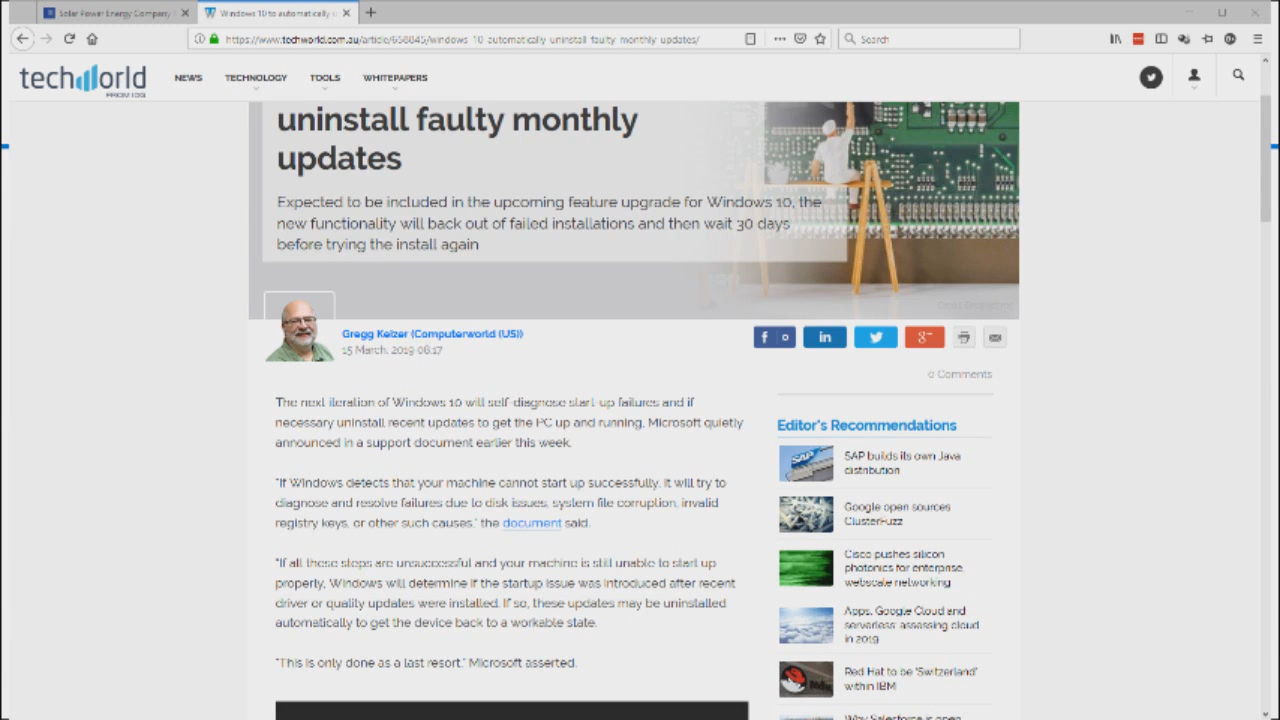 Solar Power Energy Company
Windows 10 to automatically u
https://www.techworld.com.au/article/658645/windows-10-automatically-uninstall-faulty-monthly-updates/
Search
techworld
FROM IDG
NEWS
TECHNOLOGY
TOOLS
WHITEPAPERS
uninstall faulty monthly
updates
Expected to be included in the upcoming feature upgrade for Windows 10, the
new functionality will back out of failed installations and then wait 30 days
before trying the install again
Gregg Keizer (Computerworld (US))
15 March, 2019 06:17
f 0
in
g+
0 Comments
The next iteration of Windows 10 will self-diagnose start-up failures and if
necessary uninstall recent updates to get the PC up and running, Microsoft quietly
announced in a support document earlier this week.
"If Windows detects that your machine cannot start up successfully, it will try to
diagnose and resolve failures due to disk issues, system file corruption, invalid
registry keys, or other such causes," the document said.
"If all these steps are unsuccessful and your machine is still unable to start up
properly, Windows will determine if the startup issue was introduced after recent
driver or quality updates were installed. If so, these updates may be uninstalled
automatically to get the device back to a workable state.
"This is only done as a last resort," Microsoft asserted.
Editor's Recommendations
SAP
SAP builds its own Java
distribution
Google open sources
ClusterFuzz
Cisco pushes silicon
photonics for enterprise,
webscale networking
Apps, Google Cloud and
serverless: assessing cloud
in 2019
Red Hat to be 'Switzerland'
within IBM
Why Salesforce is open